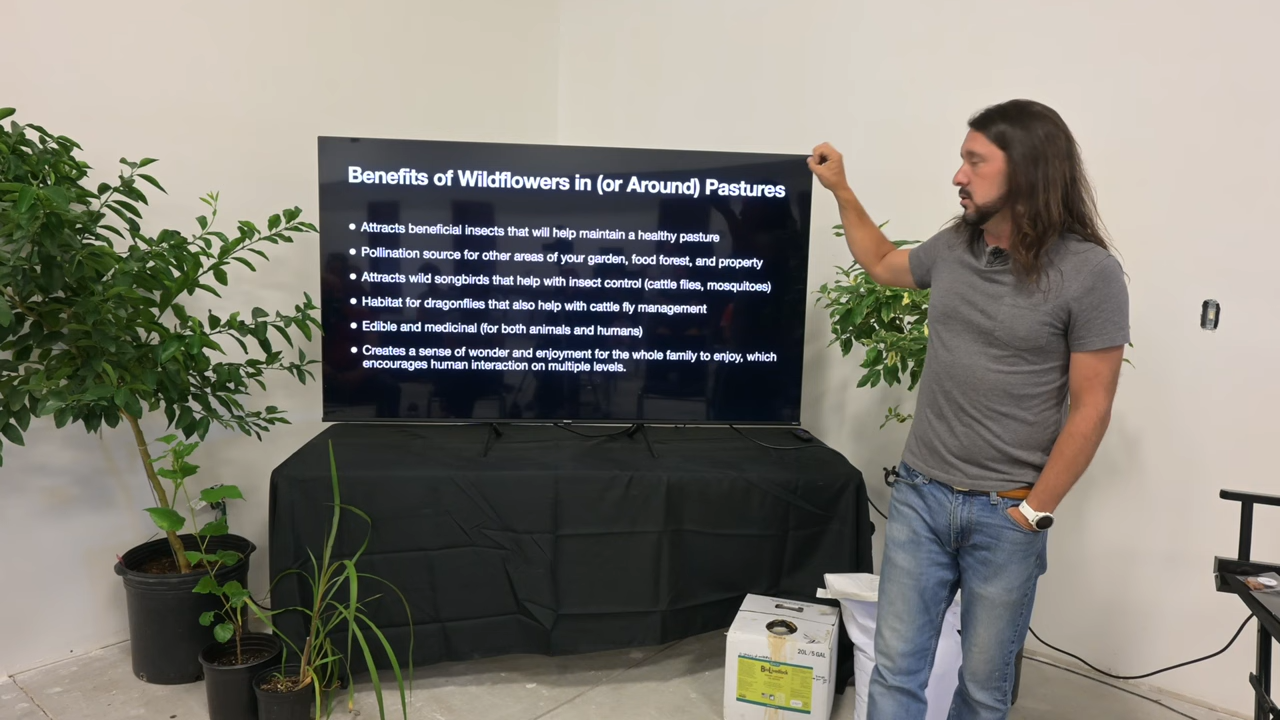 Benefits of Wildflowers in (or Around) Pastures
• Attracts beneficial insects that will help maintain a healthy pasture
• Pollination source for other areas of your garden, food forest, and property
• Attracts wild songbirds that help with insect control (cattle flies, mosquitoes)
• Habitat for dragonflies that also help with cattle fly management
• Edible and medicinal (for both animals and humans)
• Creates a sense of wonder and enjoyment for the whole family to enjoy, which
encourages human interaction on multiple levels.
20L / 5 GAL